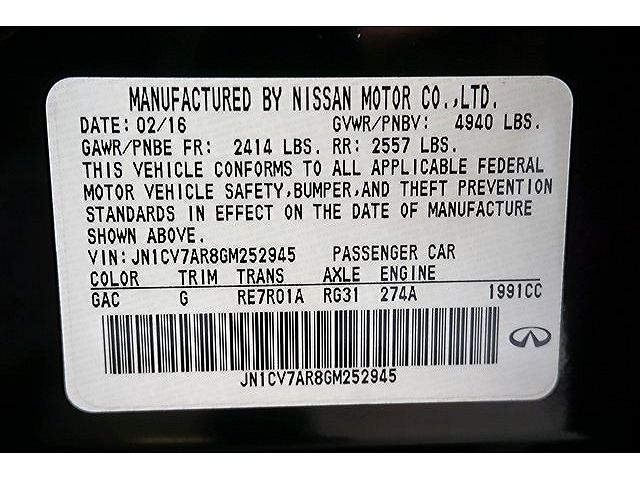 MANUFACTURED BY NISSAN MOTOR CO.,LTD.
DATE: 02/16 GVWR/PNBV: 4940 LBS.
GAWR/PNBE FR: 2414 LBS. RR: 2557 LBS.
THIS VEHICLE CONFORMS TO ALL APPLICABLE FEDERAL
MOTOR VEHICLE SAFETY,BUMPER,AND THEFT PREVENTION
STANDARDS IN EFFECT ON THE DATE OF MANUFACTURE
SHOWN ABOVE.
VIN: JN1CV7AR8GM252945 PASSENGER CAR
COLOR TRIM TRANS AXLE ENGINE
GAC G RE7R01A RG31 274A 1991CC
JN1CV7AR8GM252945